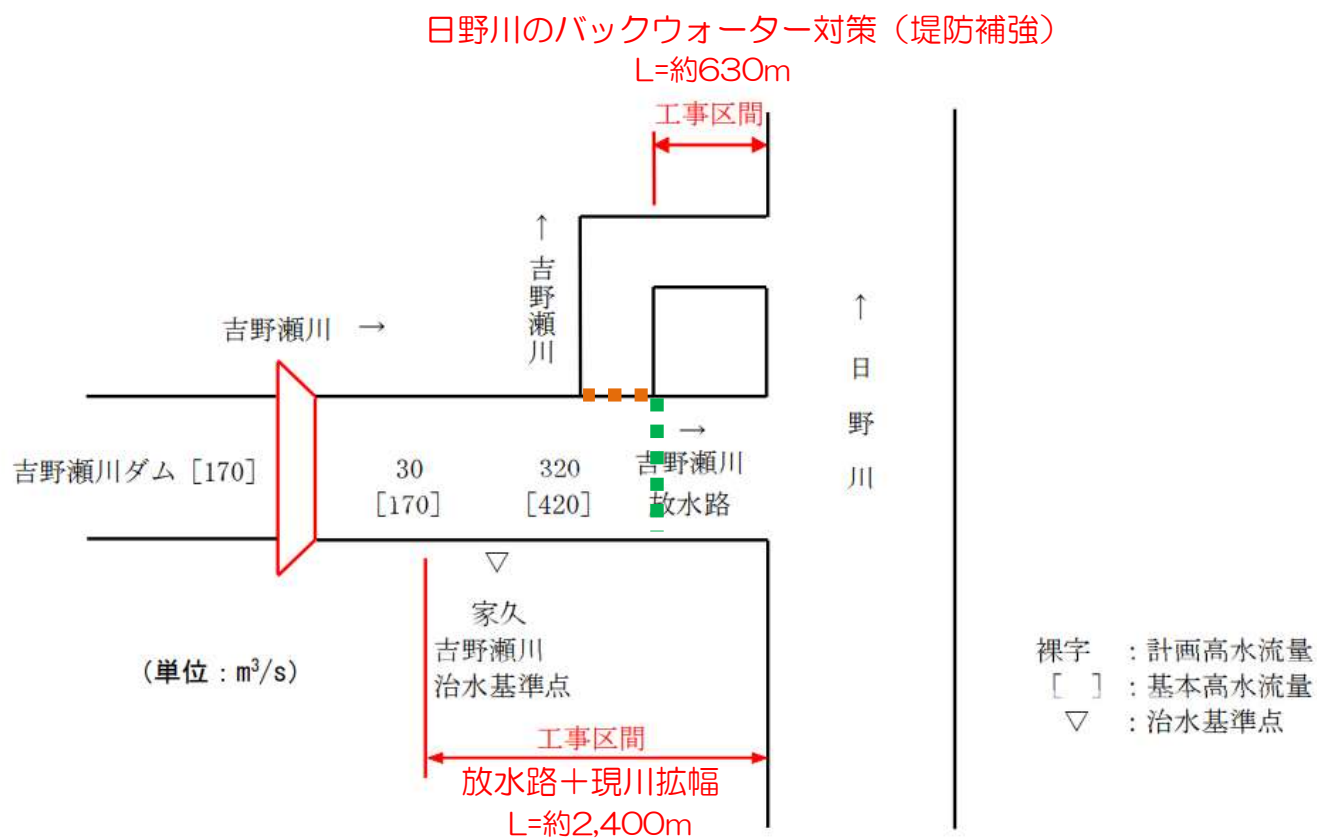 日野川のバックウォーター対策（堤防補強）
L=約630m
工事区間
↑吉野瀬川
吉野瀬川 →
↑日野川
吉野瀬川ダム [170]
30
[170]
320
[420]
→
吉野瀬川
放水路
▽
家久
吉野瀬川
治水基準点
(単位：m³/s)
裸字 ：計画高水流量
[ ] ：基本高水流量
▽ ：治水基準点
工事区間
放水路＋現川拡幅
L=約2,400m